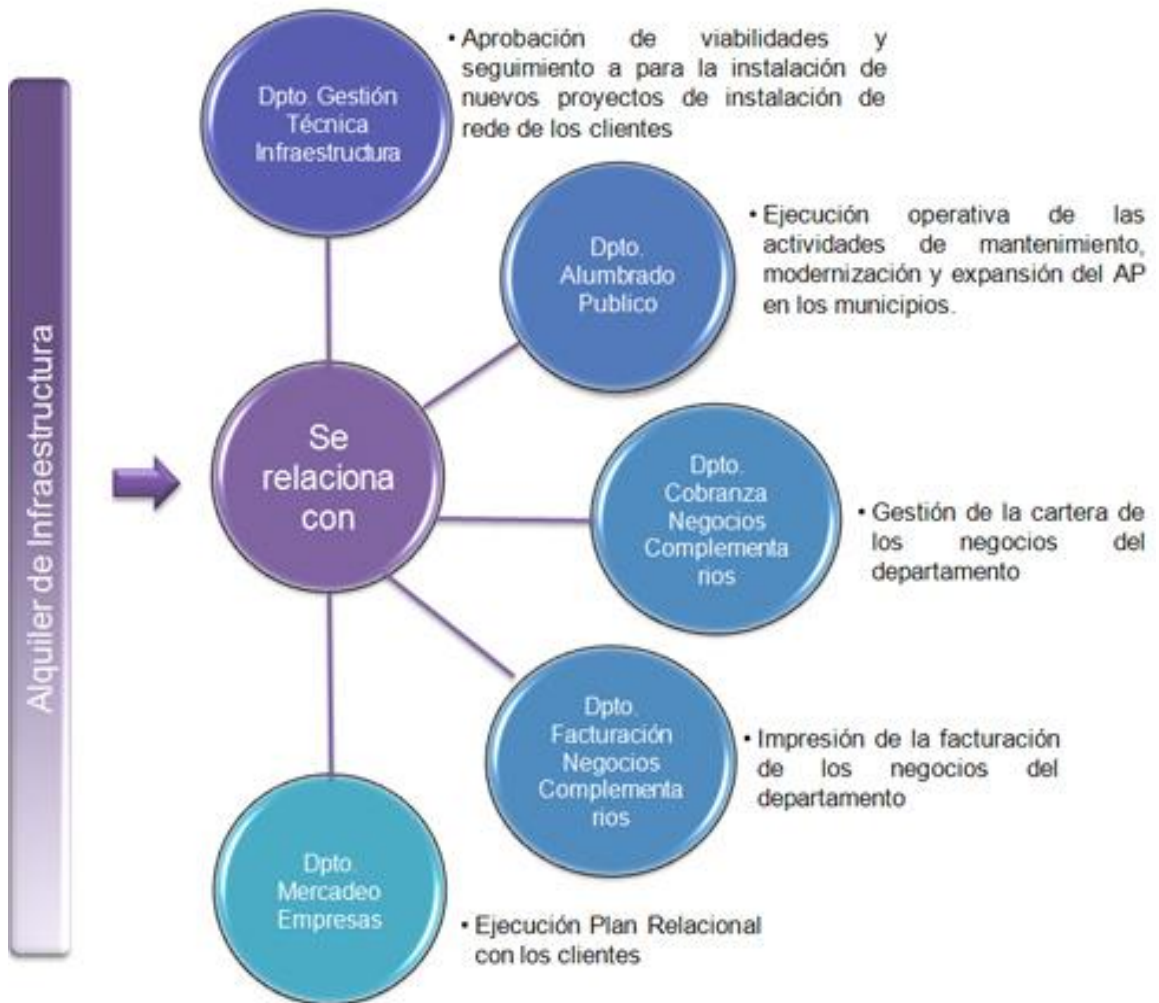 Alquiler de Infraestructura
Se
relaciona
con
Dpto. Gestión
Técnica
Infraestructura
• Aprobación de viabilidades y
seguimiento a para la instalación de
nuevos proyectos de instalación de
rede de los clientes
Dpto.
Alumbrado
Publico
• Ejecución operativa de las
actividades de mantenimiento,
modernización y expansión del AP
en los municipios.
Dpto.
Cobranza
Negocios
Complementa
rios
• Gestión de la cartera de
los negocios del
departamento
Dpto.
Facturación
Negocios
Complementa
rios
• Impresión de la facturación
de los negocios del
departamento
Dpto.
Mercadeo
Empresas
• Ejecución Plan Relacional
con los clientes